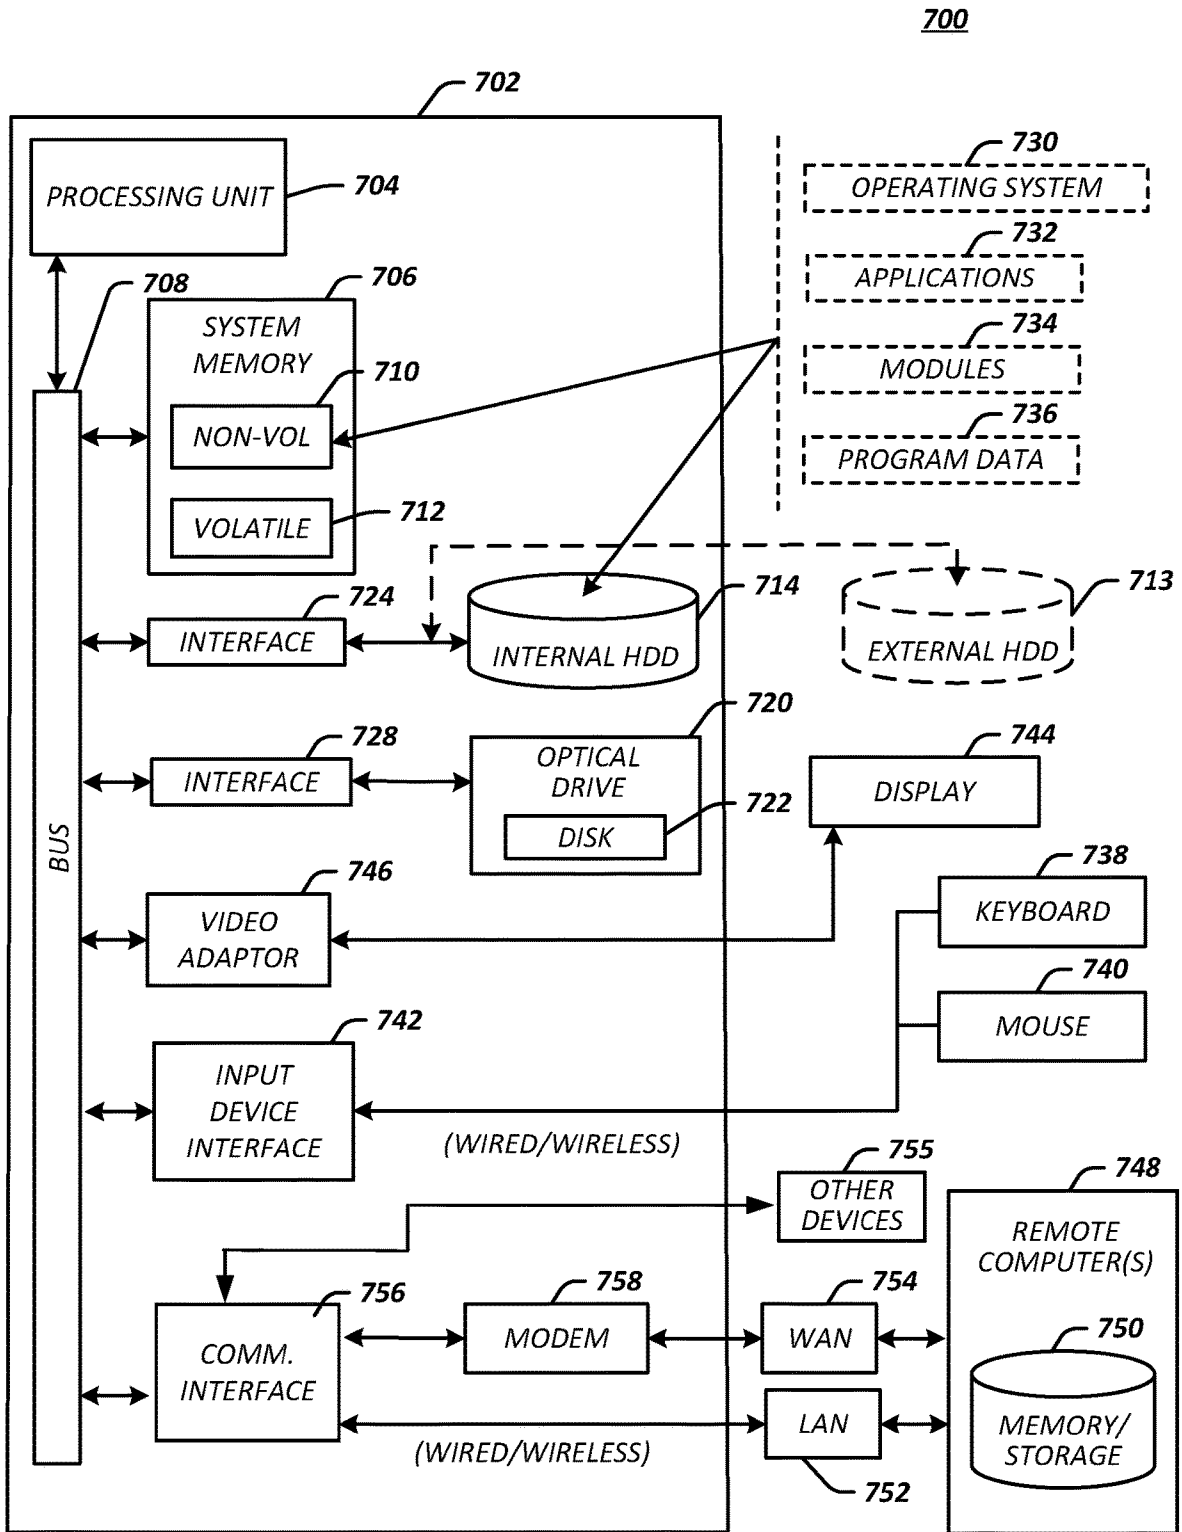 700
702
PROCESSING UNIT
704
730
OPERATING SYSTEM
732
APPLICATIONS
734
MODULES
736
PROGRAM DATA
708
706
SYSTEM
MEMORY
710
NON-VOL
712
VOLATILE
BUS
724
INTERFACE
714
INTERNAL HDD
713
EXTERNAL HDD
728
INTERFACE
720
OPTICAL
DRIVE
722
DISK
744
DISPLAY
746
VIDEO
ADAPTOR
738
KEYBOARD
740
MOUSE
742
INPUT
DEVICE
INTERFACE
(WIRED/WIRELESS)
755
OTHER
DEVICES
748
REMOTE
COMPUTER(S)
756
COMM.
INTERFACE
758
MODEM
754
WAN
750
MEMORY/
STORAGE
LAN
752
(WIRED/WIRELESS)